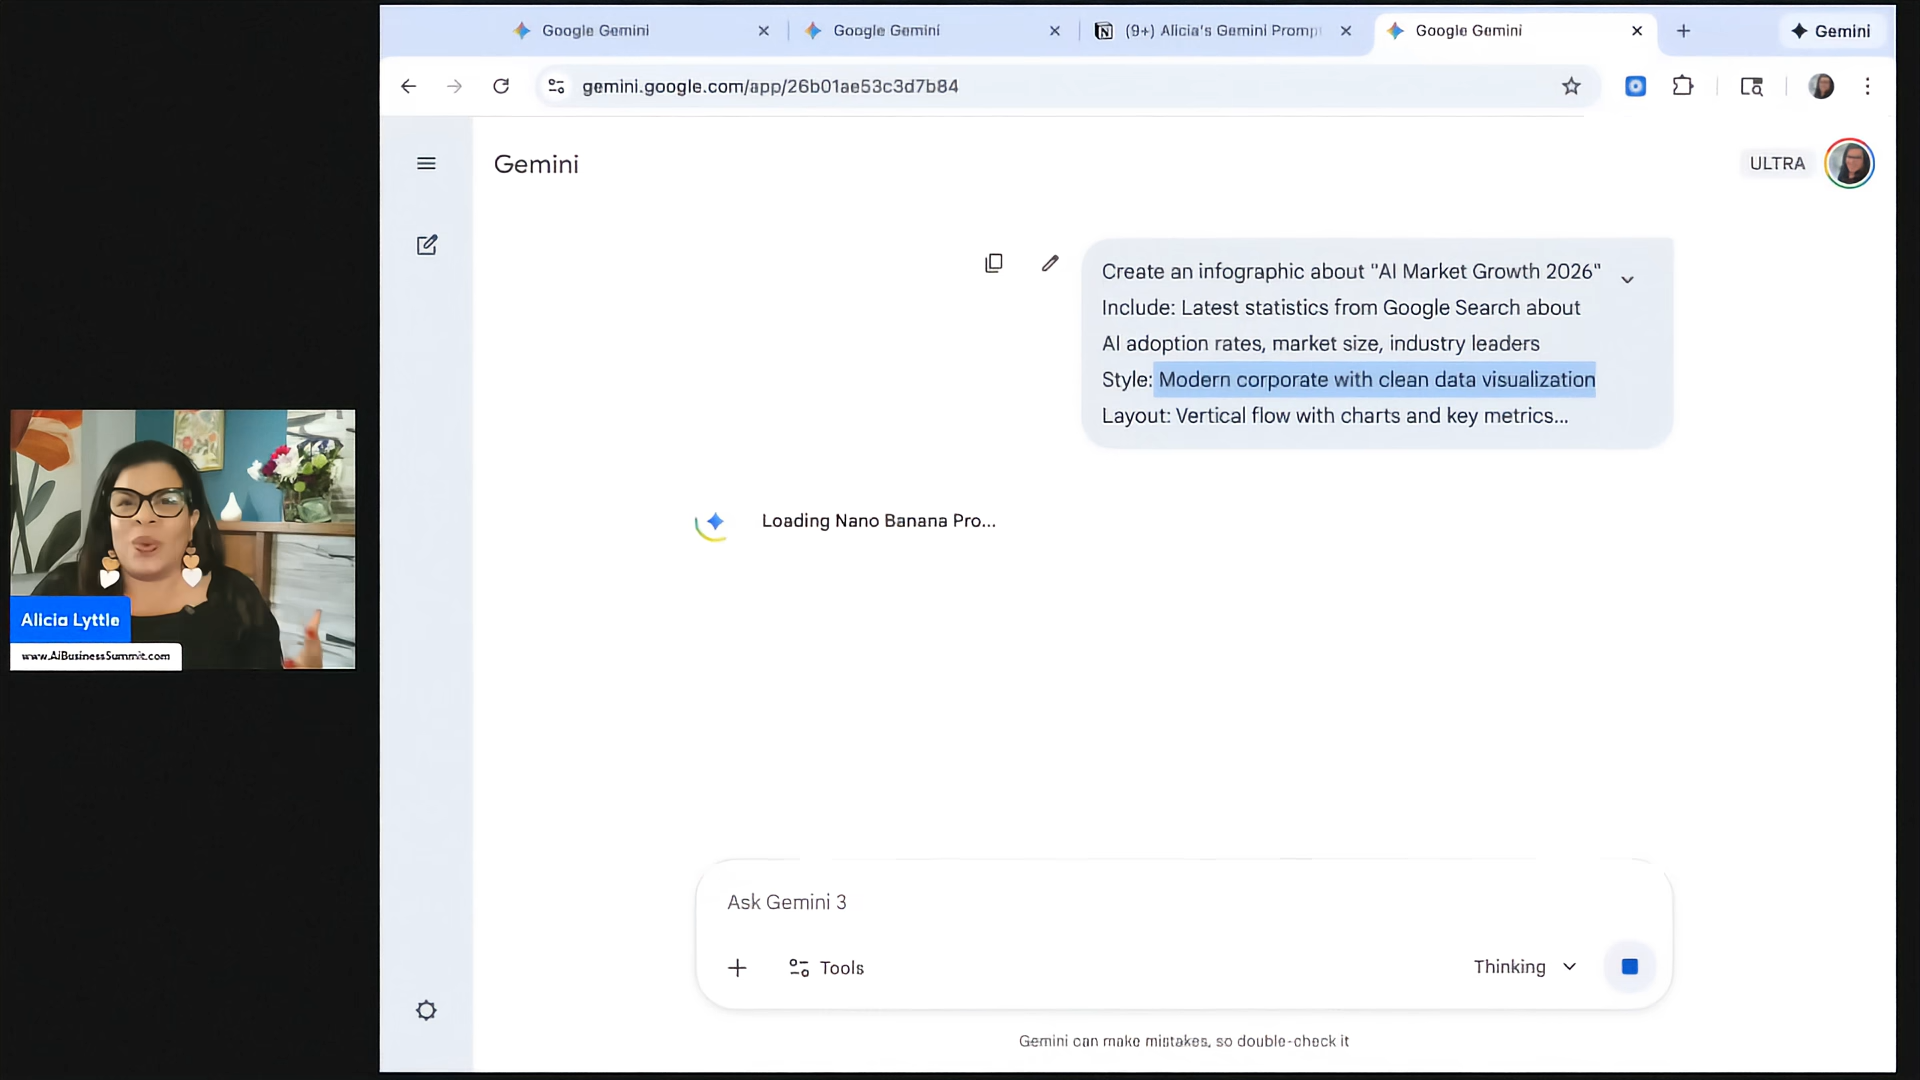 Google Gemini
Google Gemini
(9+) Alicia's Gemini Promp
Google Gemini
Gemini
gemini.google.com/app/26b01ae53c3d7b84
Gemini
ULTRA
Create an infographic about "AI Market Growth 2026"
Include: Latest statistics from Google Search about
AI adoption rates, market size, industry leaders
Style: Modern corporate with clean data visualization
Layout: Vertical flow with charts and key metrics...
Loading Nano Banana Pro...
Alicia Lyttle
www.AiBusinessSummit.com
Ask Gemini 3
Tools
Thinking
Gemini can make mistakes, so double-check it